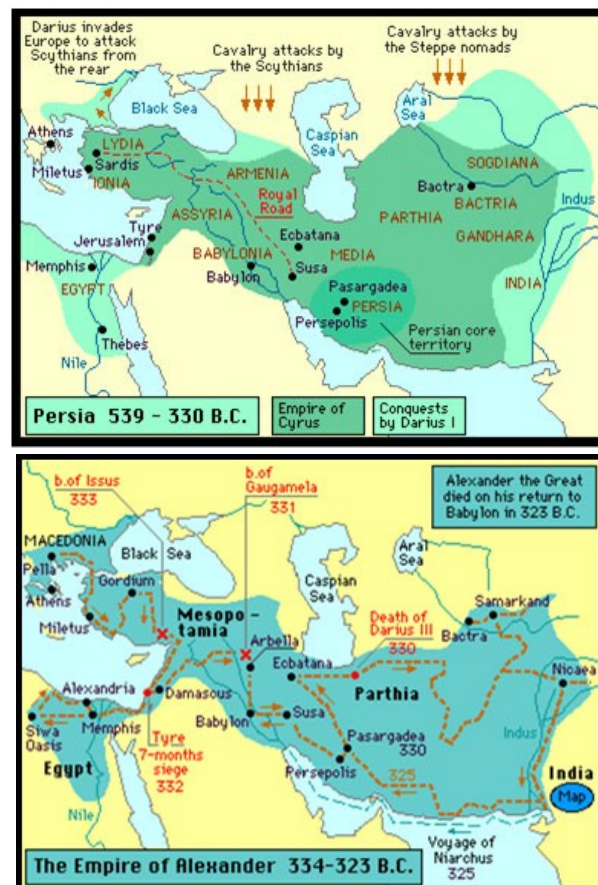 Darius invades
Europe to attack
Scythians from
the rear
Cavalry attacks by
the Scythians
Cavalry attacks by
the Steppe nomads
Black Sea
Aral
Sea
Caspian
Sea
Athens
LYDIA
Sardis
Miletus
IONIA
ARMENIA
SOGDIANA
Bactra
BACTRIA
Indus
Royal
Road
ASSYRIA
PARTHIA
GANDHARA
Tyre
Jerusalem
Ecbatana
MEDIA
Memphis
BABYLONIA
Babylon
Susa
INDIA
EGYPT
Pasargadea
PERSIA
Persepolis
Persian core
territory
Thebes
Nile
Persia 539 - 330 B.C.
Empire of
Cyrus
Conquests
by Darius I
b.of Issus
333
b.of
Gaugamela
331
Alexander the Great
died on his return to
Babylon in 323 B.C.
MACEDONIA
Pella
Black Sea
Aral
Sea
Caspian
Sea
Gordium
Athens
Miletus
Mesopo-
tamia
Samarkand
Bactra
Death of
Darius III
330
Arbella
Ecbatana
Parthia
Nicaea
Alexandria
Damascus
Siwa
Oasis
Memphis
Babylon
Susa
Indus
Tyre
7-months
siege
332
Pasargadea
330
Egypt
Persepolis
325
India
Map
Nile
Voyage of
Niarchus
325
The Empire of Alexander 334-323 B.C.